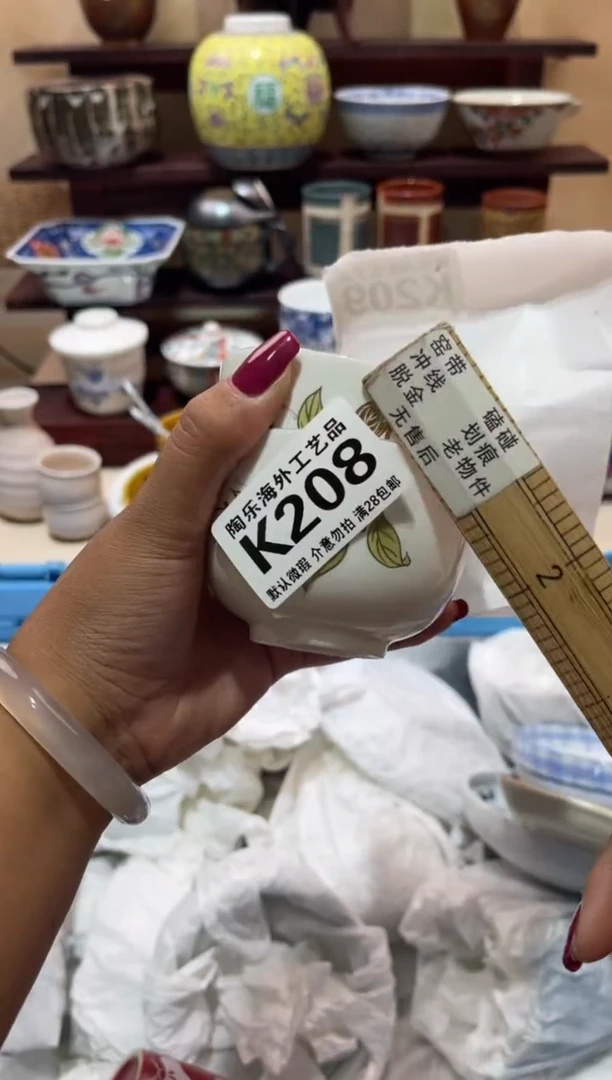 福
K209
窑带 磕碰
冲线 划痕
脱金 老物件
无售后
陶乐海外工艺品
K208
默认微瑕 介意勿拍 满28包邮
2